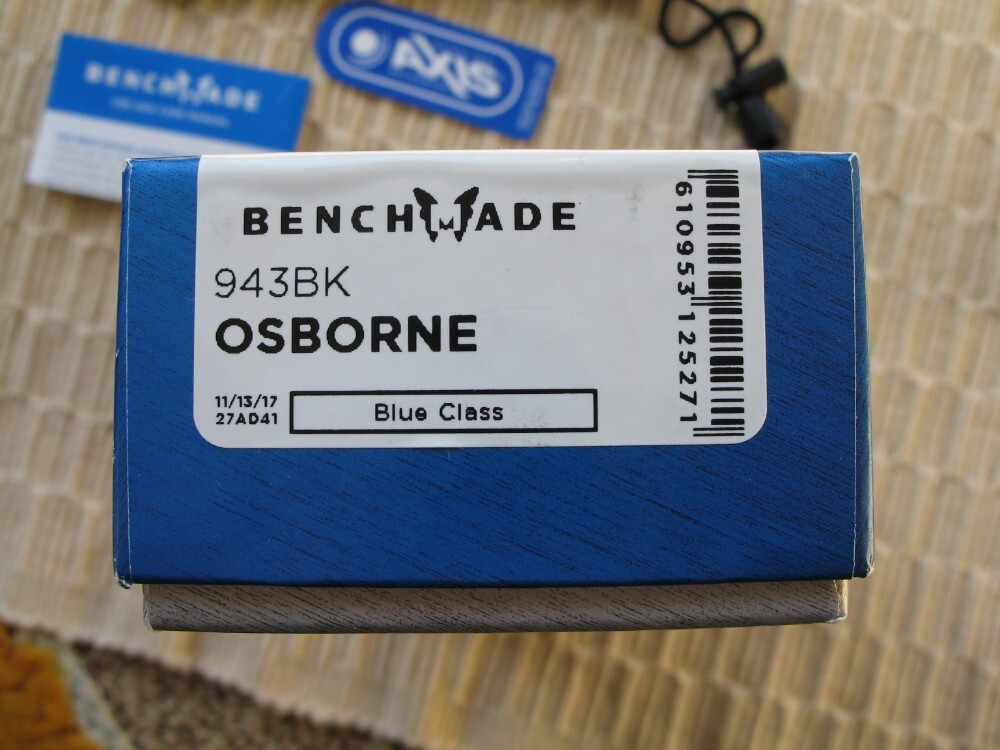 BENCHMADE
AXIS
BENCHMADE
943BK
OSBORNE
11/13/17
27AD41
Blue Class
610953125271